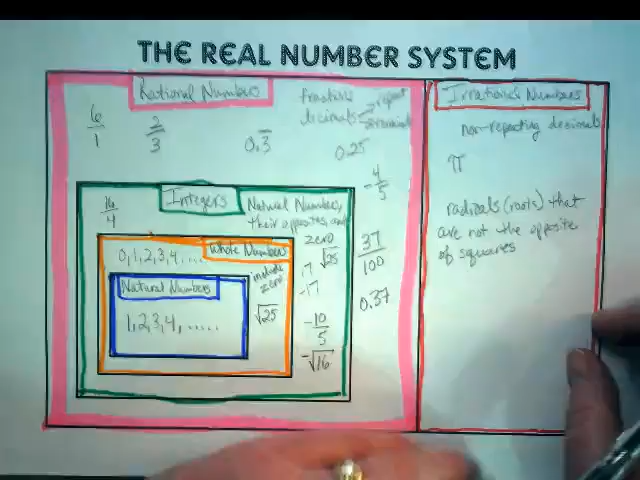 THE REAL NUMBER SYSTEM
Rational Numbers
fractions
decimals
repeat
terminate
6/1
2/3
0.3̅
0.25
-4/5
37/100
0.37
Integers
Natural Numbers,
their opposites, and
zero
16/4
√25
17
-17
-10/5
-√16
Whole Numbers
0,1,2,3,4,....
include
zero
√25
Natural Numbers
1,2,3,4,.....
Irrational Numbers
non-repeating decimals
π
radicals (roots) that
are not the opposite
of squares